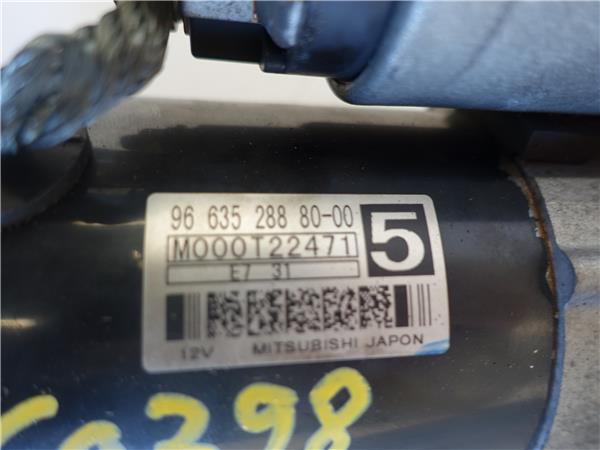 96 635 288 80-00
5
M000T22471
E7 31
12V MITSUBISHI JAPON